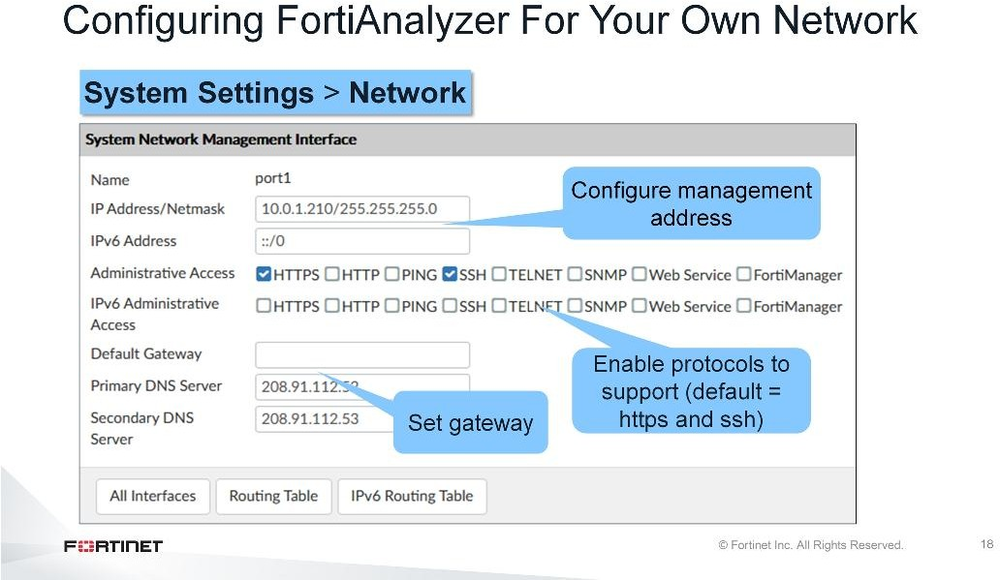 Configuring FortiAnalyzer For Your Own Network
System Settings > Network
System Network Management Interface
Name port1
IP Address/Netmask 10.0.1.210/255.255.255.0
IPv6 Address ::/0
Configure management
address
Administrative Access HTTPS HTTP PING SSH TELNET SNMP Web Service FortiManager
IPv6 Administrative
Access
HTTPS HTTP PING SSH TELNET SNMP Web Service FortiManager
Default Gateway
Primary DNS Server 208.91.112.53
Secondary DNS
Server
208.91.112.53
Enable protocols to
support (default =
https and ssh)
Set gateway
All Interfaces Routing Table IPv6 Routing Table
FORTINET
© Fortinet Inc. All Rights Reserved.
18